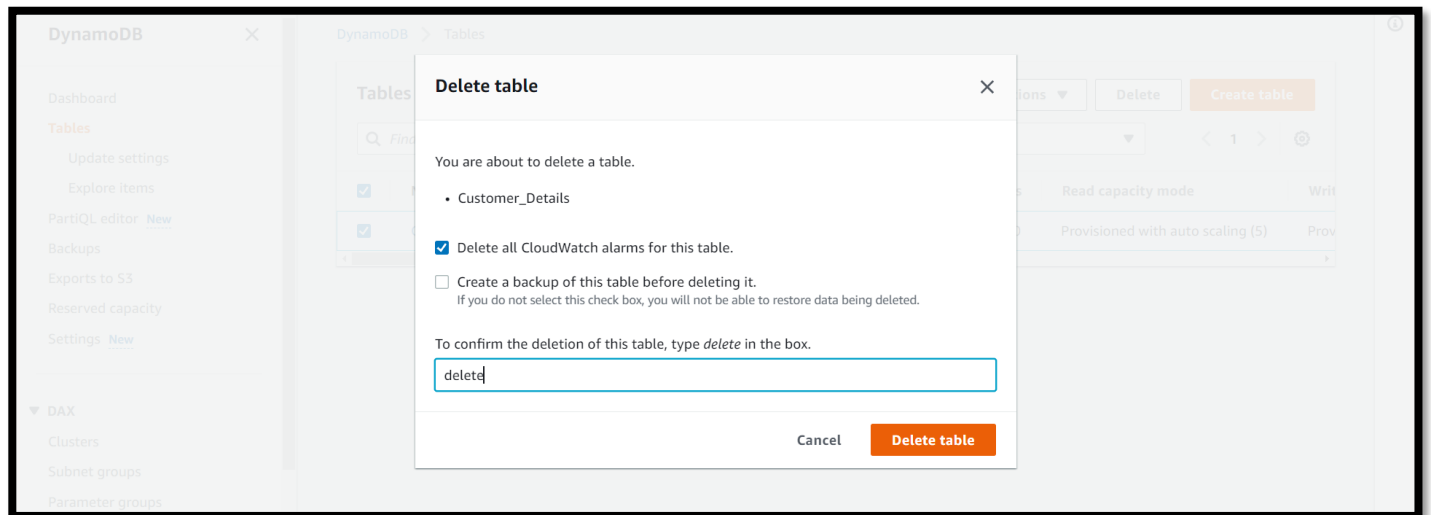 DynamoDB
Dashboard
Tables
Update settings
Explore items
PartiQL editor New
Backups
Exports to S3
Reserved capacity
Settings New
DAX
Clusters
Subnet groups
Parameter groups
DynamoDB > Tables
Tables
Delete
Create table
1
Read capacity mode
Provisioned with auto scaling (5)
Delete table
You are about to delete a table.
• Customer_Details
Delete all CloudWatch alarms for this table.
Create a backup of this table before deleting it.
If you do not select this check box, you will not be able to restore data being deleted.
To confirm the deletion of this table, type delete in the box.
delete
Cancel
Delete table